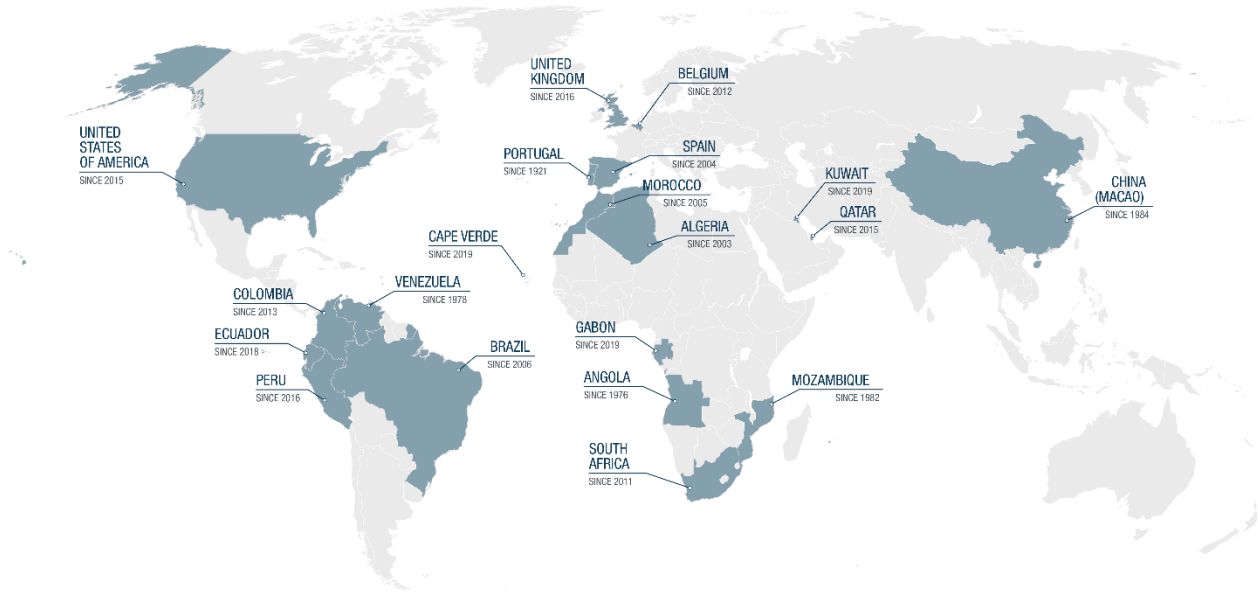 UNITED
KINGDOM
SINCE 2016
BELGIUM
SINCE 2012
UNITED
STATES
OF AMERICA
SINCE 2015
PORTUGAL
SINCE 1921
SPAIN
SINCE 2004
MOROCCO
SINCE 2005
KUWAIT
SINCE 2019
CHINA
(MACAO)
SINCE 1984
QATAR
SINCE 2015
ALGERIA
SINCE 2003
CAPE VERDE
SINCE 2019
VENEZUELA
SINCE 1978
COLOMBIA
SINCE 2013
ECUADOR
SINCE 2018
GABON
SINCE 2019
BRAZIL
SINCE 2006
PERU
SINCE 2016
ANGOLA
SINCE 1976
MOZAMBIQUE
SINCE 1982
SOUTH
AFRICA
SINCE 2011